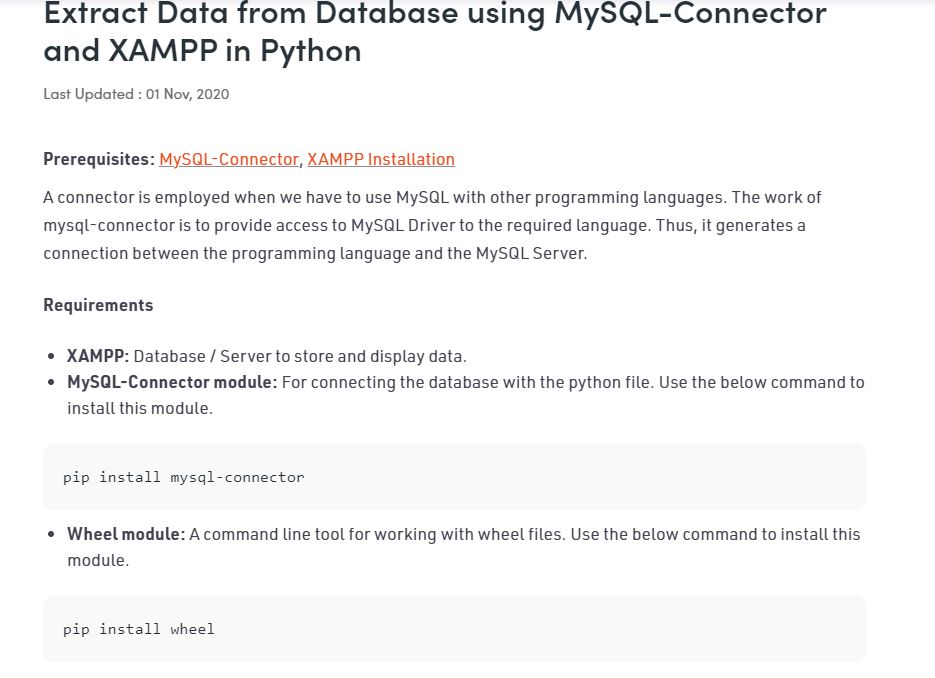 Extract Data from Database using MySQL-Connector
and XAMPP in Python
Last Updated : 01 Nov, 2020
Prerequisites: MySQL-Connector, XAMPP Installation
A connector is employed when we have to use MySQL with other programming languages. The work of
mysql-connector is to provide access to MySQL Driver to the required language. Thus, it generates a
connection between the programming language and the MySQL Server.
Requirements
• XAMPP: Database / Server to store and display data.
• MySQL-Connector module: For connecting the database with the python file. Use the below command to
install this module.
pip install mysql-connector
• Wheel module: A command line tool for working with wheel files. Use the below command to install this
module.
pip install wheel